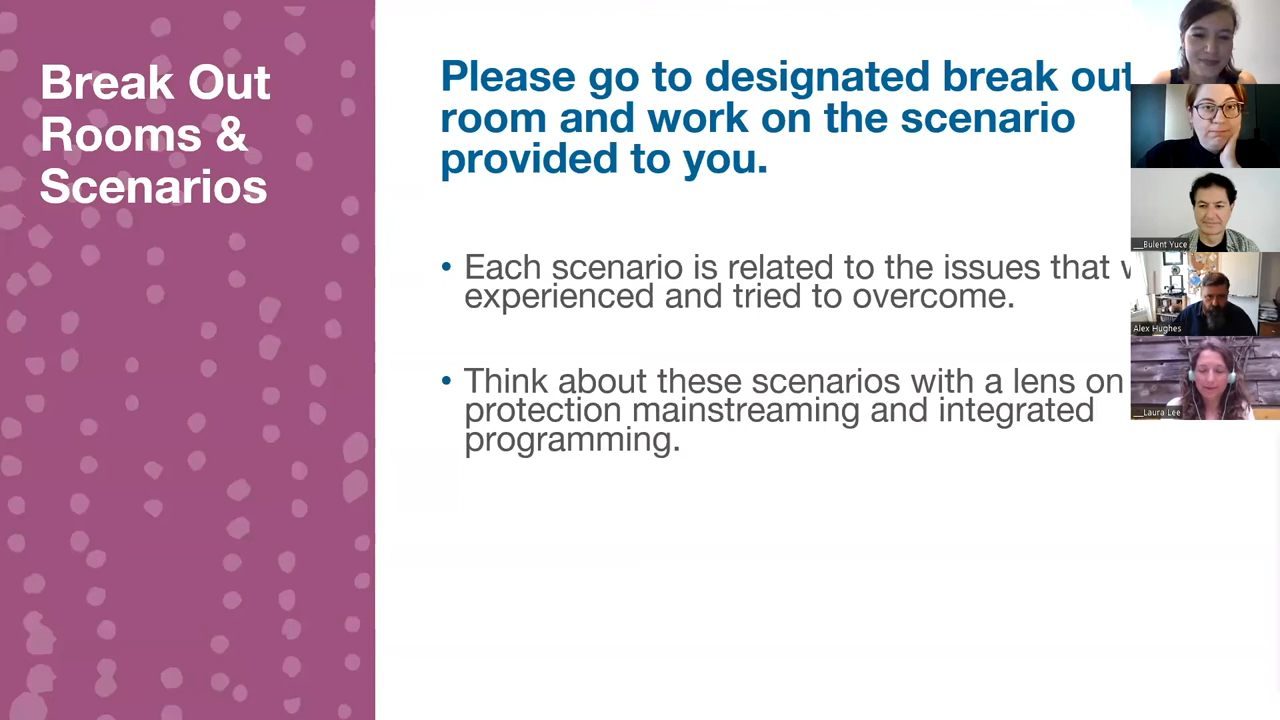 Break Out
Rooms &
Scenarios
Please go to designated break out
room and work on the scenario
provided to you.
• Each scenario is related to the issues that
experienced and tried to overcome.
• Think about these scenarios with a lens on
protection mainstreaming and integrated
programming.
__Bulent Yuce
Alex Hughes
__Laura Lee